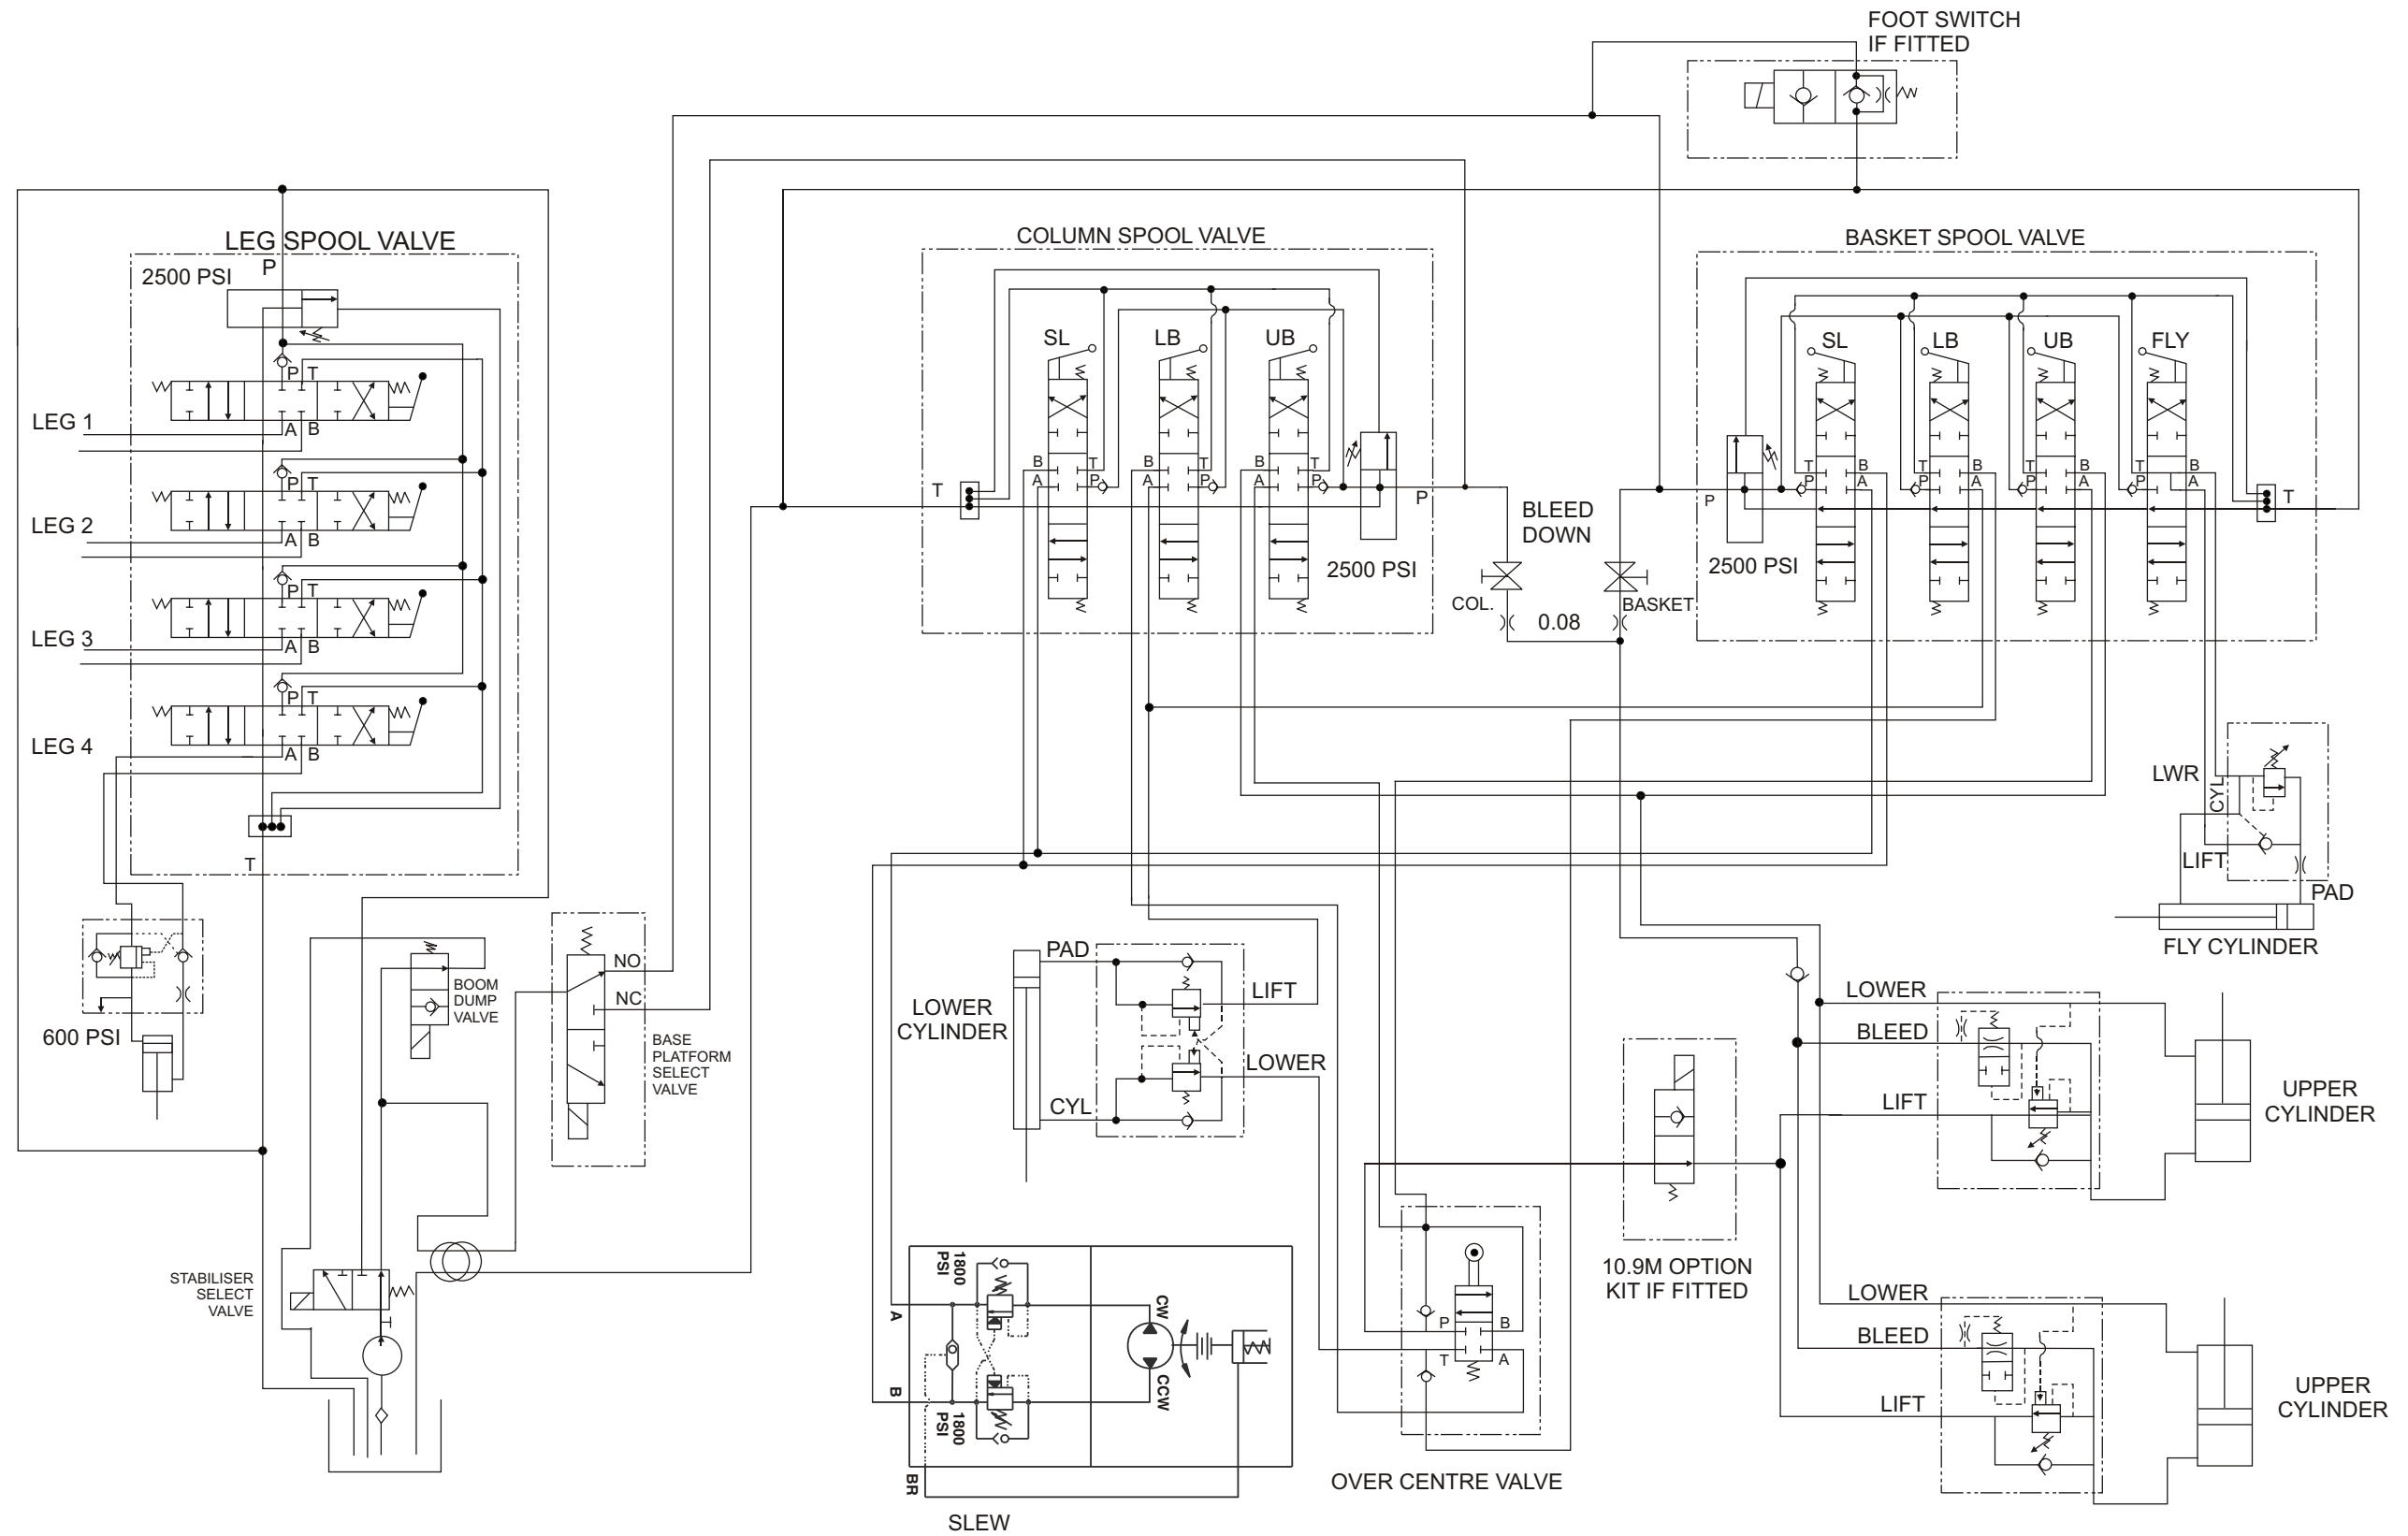 FOOT SWITCH
IF FITTED
LEG SPOOL VALVE
P
2500 PSI
P T
LEG 1
A B
P T
LEG 2
A B
P T
LEG 3
A B
P T
LEG 4
A B
T
600 PSI
BOOM
DUMP
VALVE
NO
NC
BASE
PLATFORM
SELECT
VALVE
STABILISER
SELECT
VALVE
COLUMN SPOOL VALVE
SL
LB
UB
B T
A P
B T
A P
B T
A P
T
P
2500 PSI
BLEED
DOWN
COL.
BASKET
0.08
BASKET SPOOL VALVE
SL
LB
UB
FLY
T B
P A
T B
P A
T B
P A
T B
P A
P
T
2500 PSI
LWR
CYL
LIFT
PAD
FLY CYLINDER
PAD
LOWER
CYLINDER
CYL
LIFT
LOWER
10.9M OPTION
KIT IF FITTED
LOWER
BLEED
LIFT
UPPER
CYLINDER
LOWER
BLEED
LIFT
UPPER
CYLINDER
P B
T A
OVER CENTRE VALVE
1800
PSI
A
CW
B
CCW
1800
PSI
BR
SLEW